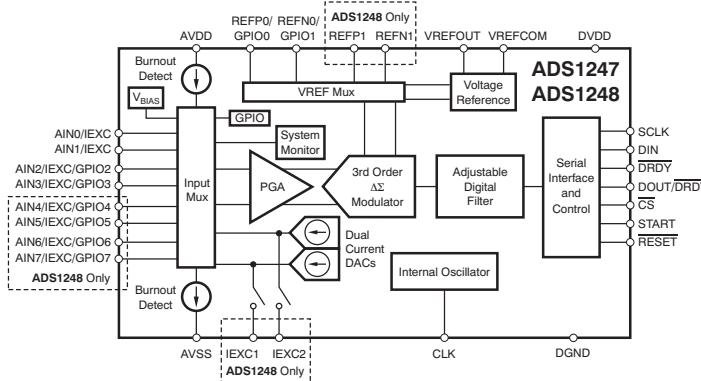 REFP0/ REFN0/ ADS1248 Only
AVDD GPIO0 GPIO1 REFP1 REFN1 VREFOUT VREFCOM DVDD
Burnout
Detect
VBIAS
GPIO
System
Monitor
VREF Mux
Voltage
Reference
ADS1247
ADS1248
AIN0/IEXC
AIN1/IEXC
AIN2/IEXC/GPIO2
AIN3/IEXC/GPIO3
AIN4/IEXC/GPIO4
AIN5/IEXC/GPIO5
AIN6/IEXC/GPIO6
AIN7/IEXC/GPIO7
ADS1248 Only
Input
Mux
PGA
3rd Order
ΔΣ
Modulator
Adjustable
Digital
Filter
Serial
Interface
and
Control
SCLK
DIN
DRDY
DOUT/DRD
CS
START
RESET
Dual
Current
DACs
Internal Oscillator
Burnout
Detect
AVSS IEXC1 IEXC2 CLK DGND
ADS1248 Only